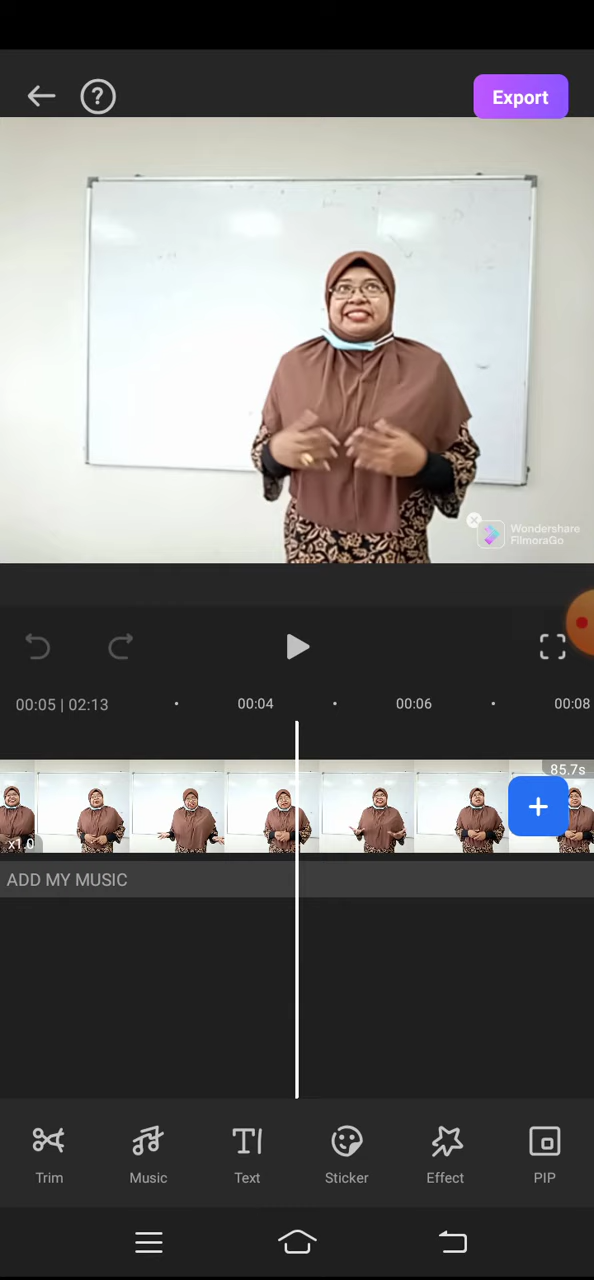 ?
Export
Wondershare
FilmoraGo
00:05 | 02:13
00:04
00:06
00:08
85.7s
x1.0
ADD MY MUSIC
Trim
Music
Text
Sticker
Effect
PIP